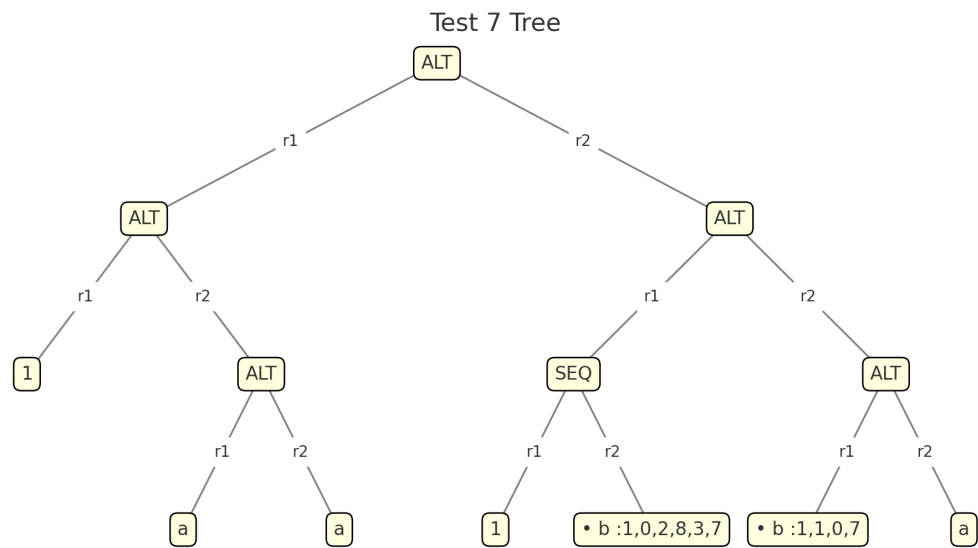 Test 7 Tree
ALT
r1 r2
ALT ALT
r1 r2 r1 r2
1 ALT SEQ ALT
r1 r2 r1 r2 r1 r2
a a 1 • b :1,0,2,8,3,7 • b :1,1,0,7 a